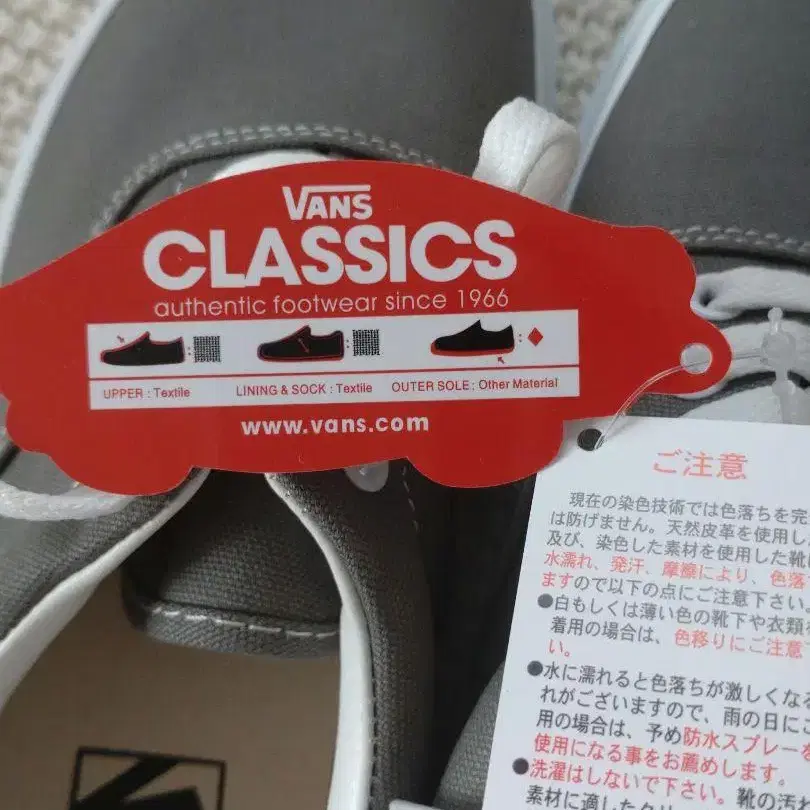 VANS
CLASSICS
authentic footwear since 1966
UPPER : Textile
LINING & SOCK : Textile
OUTER SOLE : Other Material
www.vans.com
ご注意
現在の染色技術では色落ちを完
は防げません。天然皮革を使用し
及び、染色した素材を使用した靴
水濡れ、発汗、摩擦により、色落
ますので以下の点にご注意下さい
●白もしくは薄い色の靴下や衣類
着用の場合は、色移りにご注意
い。
●水に濡れると色落ちが激しくなる
れがございますので、雨の日に
用の場合は、予め防水スプレーを
使用になる事をお薦めします。
●洗濯はしないで下さい。靴の汚
素材に適した